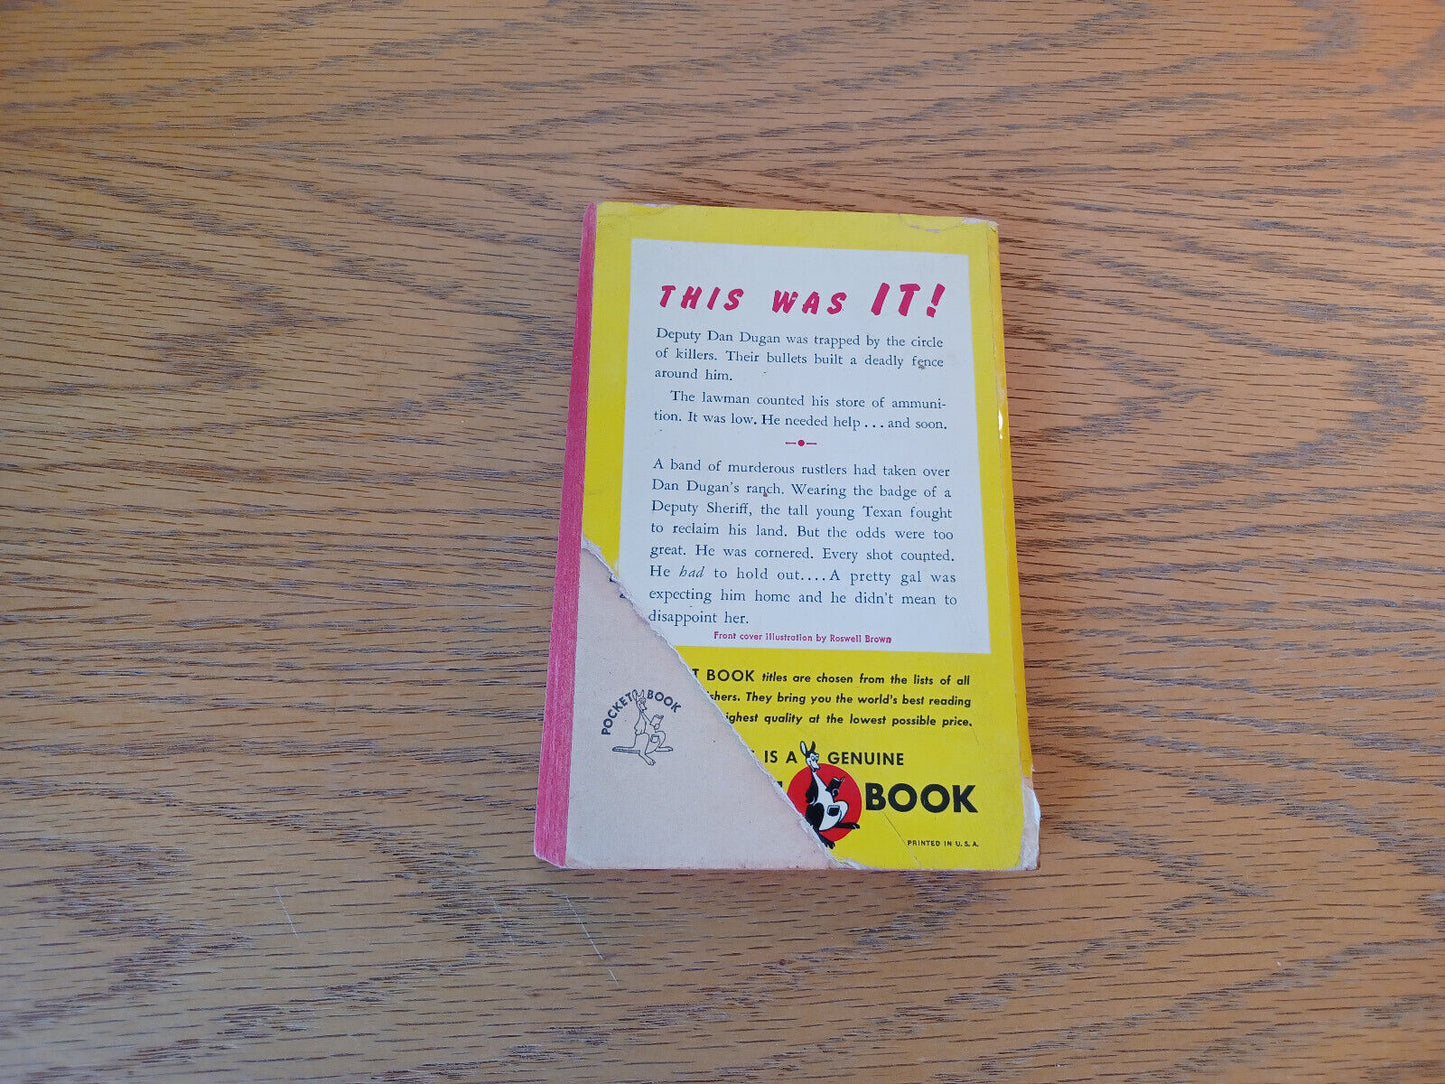 THIS WAS IT!
Deputy Dan Dugan was trapped by the circle
of killers. Their bullets built a deadly fence
around him.
The lawman counted his store of ammuni-
tion. It was low. He needed help . . . and soon.
A band of murderous rustlers had taken over
Dan Dugan's ranch. Wearing the badge of a
Deputy Sheriff, the tall young Texan fought
to reclaim his land. But the odds were too
great. He was cornered. Every shot counted.
He had to hold out. . . . A pretty gal was
expecting him home and he didn't mean to
disappoint her.
Front cover illustration by Roswell Brown
T BOOK titles are chosen from the lists of all
shers. They bring you the world's best reading
ighest quality at the lowest possible price.
IS A GENUINE
BOOK
PRINTED IN U. S. A.
POCKET BOOK